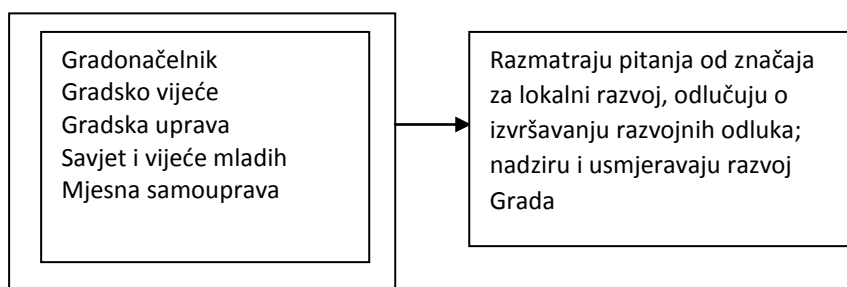 Gradonačelnik
Gradsko vijeće
Gradska uprava
Savjet i vijeće mladih
Mjesna samouprava
Razmatraju pitanja od značaja
za lokalni razvoj, odlučuju o
izvršavanju razvojnih odluka;
nadziru i usmjeravaju razvoj
Grada